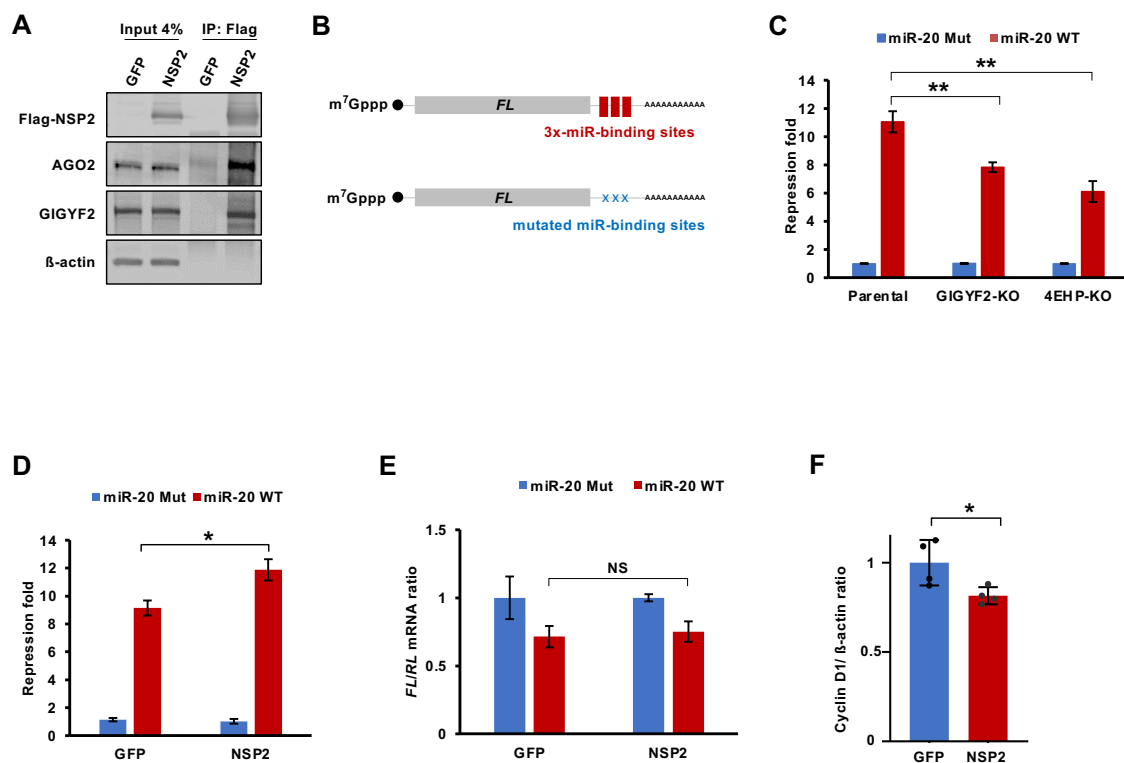 A
Input 4%
IP: Flag
GFP
NSP2
GFP
NSP2
Flag-NSP2
AGO2
GIGYF2
ß-actin
B
m7Gppp
FL
AAAAAAAAAAA
3x-miR-binding sites
m7Gppp
FL
x x x
AAAAAAAAAAA
mutated miR-binding sites
C
miR-20 Mut
miR-20 WT
**
**
Repression fold
14
12
10
8
6
4
2
0
Parental
GIGYF2-KO
4EHP-KO
D
miR-20 Mut
miR-20 WT
*
Repression fold
14
12
10
8
6
4
2
0
GFP
NSP2
E
miR-20 Mut
miR-20 WT
NS
FL/RL mRNA ratio
1.5
1
0.5
0
GFP
NSP2
F
*
Cyclin D1/ ß-actin ratio
1
0.5
0
GFP
NSP2